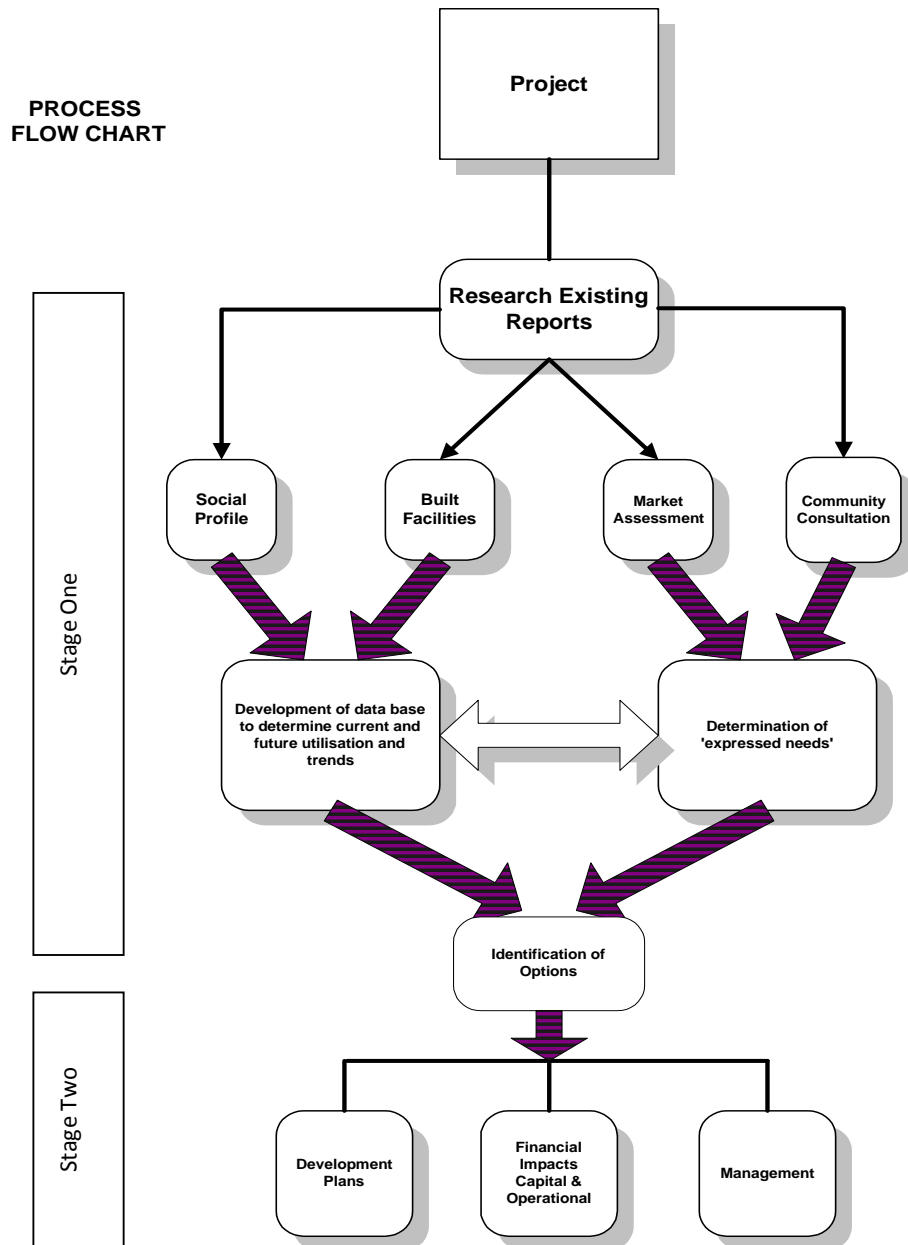 Project
PROCESS
FLOW CHART
Research Existing
Reports
Stage One
Social
Profile
Built
Facilities
Market
Assessment
Community
Consultation
Development of data base
to determine current and
future utilisation and
trends
Determination of
'expressed needs'
Identification of
Options
Stage Two
Development
Plans
Financial
Impacts
Capital &
Operational
Management